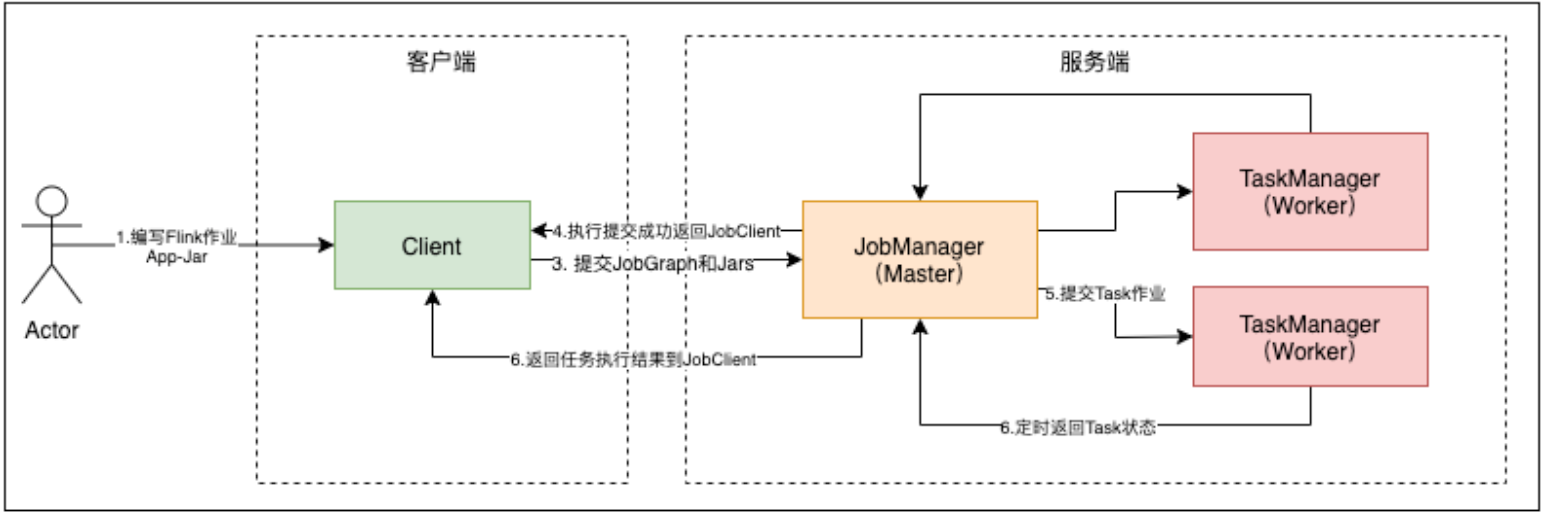 客户端
服务端
TaskManager
（Worker）
1.编写Flink作业
App-Jar
Client
4.执行提交成功返回JobClient
3. 提交JobGraph和Jars
JobManager
（Master）
5.提交Task作业
TaskManager
（Worker）
Actor
6.返回任务执行结果到JobClient
6.定时返回Task状态